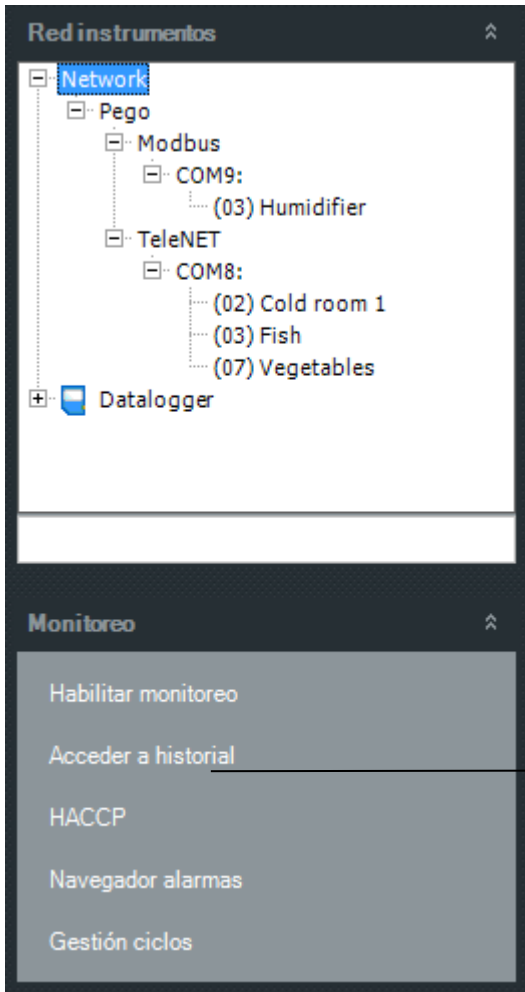 Red instrumentos
Network
Pego
Modbus
COM9:
(03) Humidifier
TeleNET
COM8:
(02) Cold room 1
(03) Fish
(07) Vegetables
Datalogger
Monitoreo
Habilitar monitoreo
Acceder a historial
HACCP
Navegador alarmas
Gestión ciclos